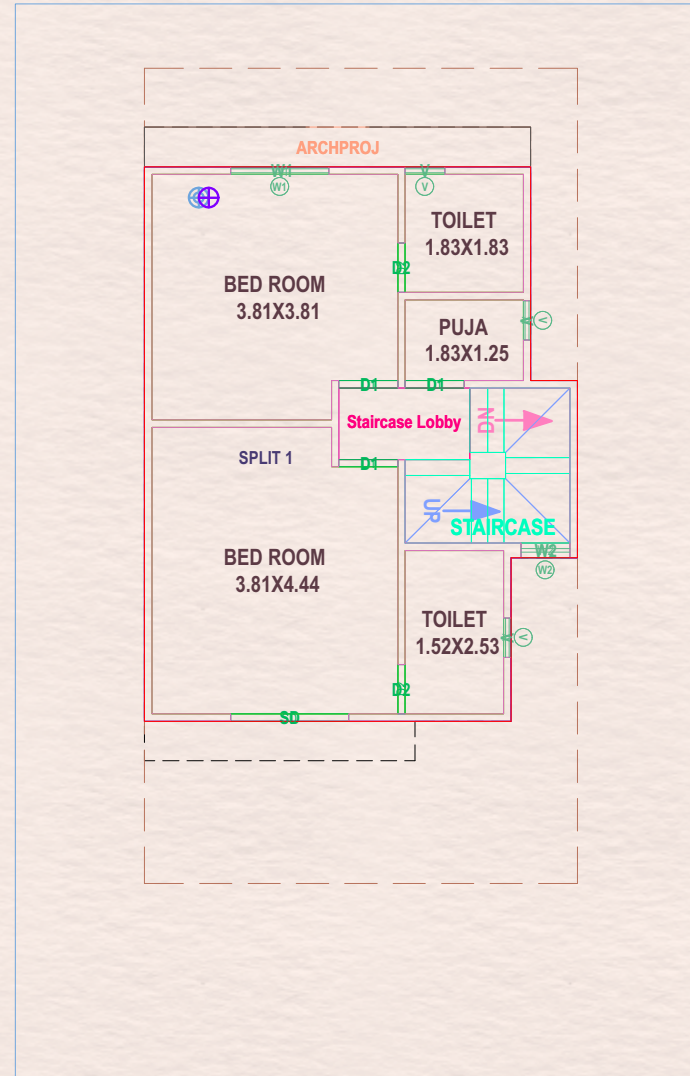 ARCHPROJ
W1
W1
V
V
TOILET
1.83X1.83
D2
BED ROOM
3.81X3.81
V
V
PUJA
1.83X1.25
D1
D1
Staircase Lobby
DN
SPLIT 1
D1
UP
STAIRCASE
W2
W2
BED ROOM
3.81X4.44
TOILET
1.52X2.53
V
V
D2
SD